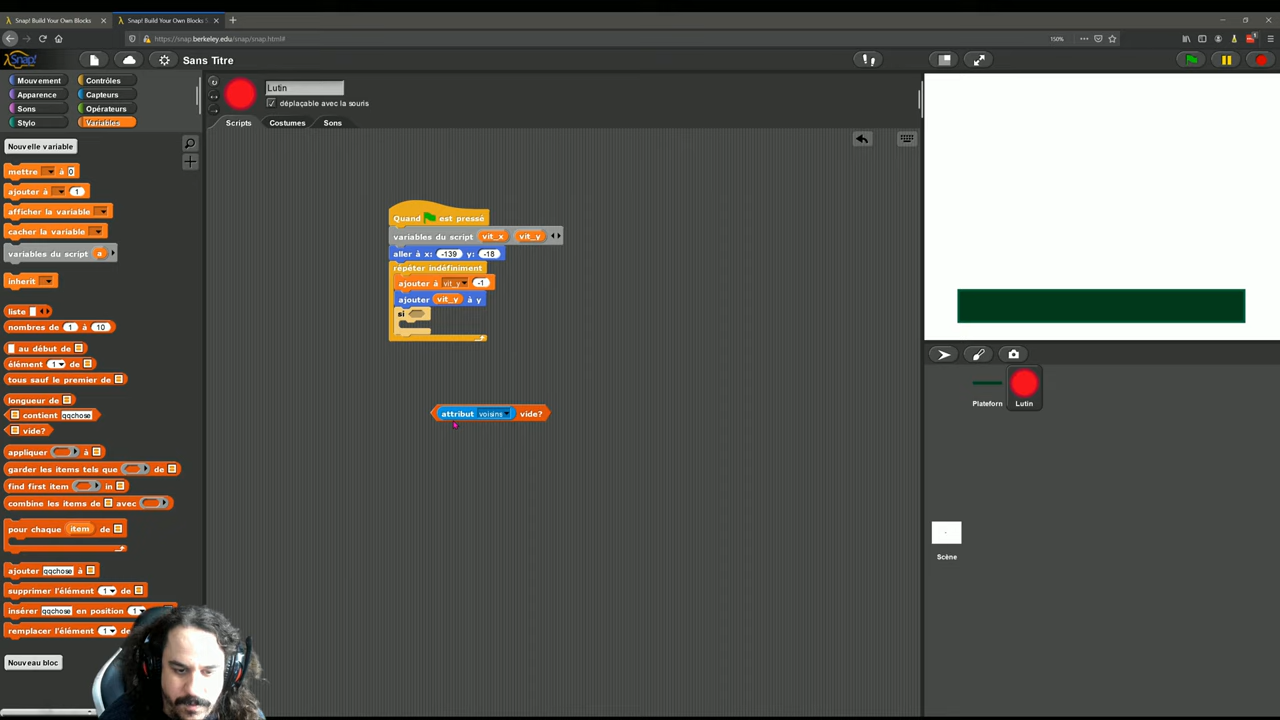 Snap! Build Your Own Blocks
Snap! Build Your Own Blocks
https://snap.berkeley.edu/snap/snap.html#
150%
Sans Titre
Mouvement
Contrôles
Apparence
Capteurs
Sons
Opérateurs
Stylo
Variables
Nouvelle variable
mettre à 0
ajouter à 1
afficher la variable
cacher la variable
variables du script a
inherit
liste
nombres de 1 à 10
au début de
élément 1 de
tous sauf le premier de
longueur de
contient qqchose
vide?
appliquer à
garder les items tels que de
find first item in
combine les items de avec
pour chaque item de
ajouter qqchose à
supprimer l'élément 1 de
insérer qqchose en position 1
remplacer l'élément 1 de
Nouveau bloc
Lutin
déplaçable avec la souris
Scripts
Costumes
Sons
Quand est pressé
variables du script vit_x vit_y
aller à x: -139 y: -18
répéter indéfiniment
ajouter à vit_y -1
ajouter vit_y à y
si
attribut voisins vide?
Plateform
Lutin
Scène